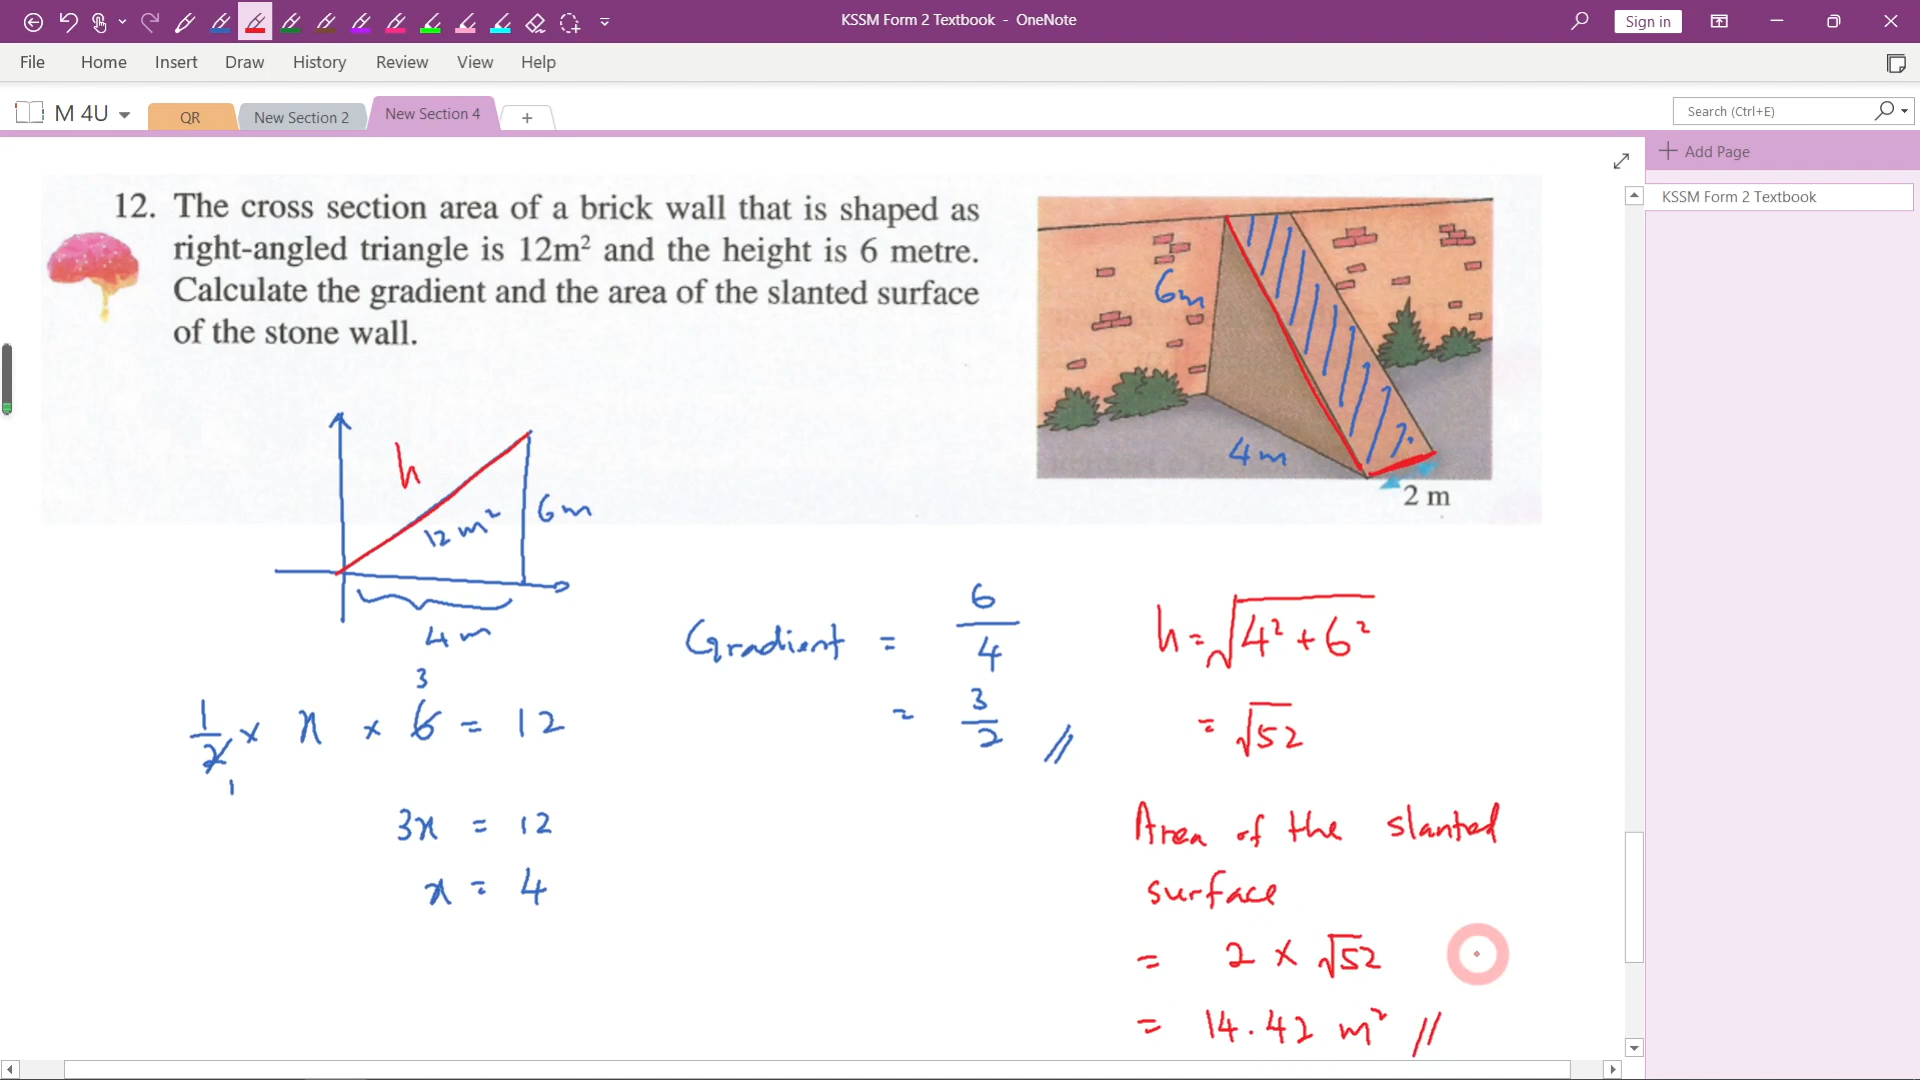 KSSM Form 2 Textbook - OneNote
Sign in
File Home Insert Draw History Review View Help
M 4U QR New Section 2 New Section 4 +
Search (Ctrl+E)
Add Page
KSSM Form 2 Textbook
12. The cross section area of a brick wall that is shaped as
right-angled triangle is 12m² and the height is 6 metre.
Calculate the gradient and the area of the slanted surface
of the stone wall.
6m
4m
2 m
h
12 m²
6m
4m
1/2 × x × 6 = 12
3
1
3x = 12
x = 4
Gradient = 6/4
= 3/2 //
h = √4² + 6²
= √52
Area of the slanted
surface
= 2 × √52
= 14.42 m² //